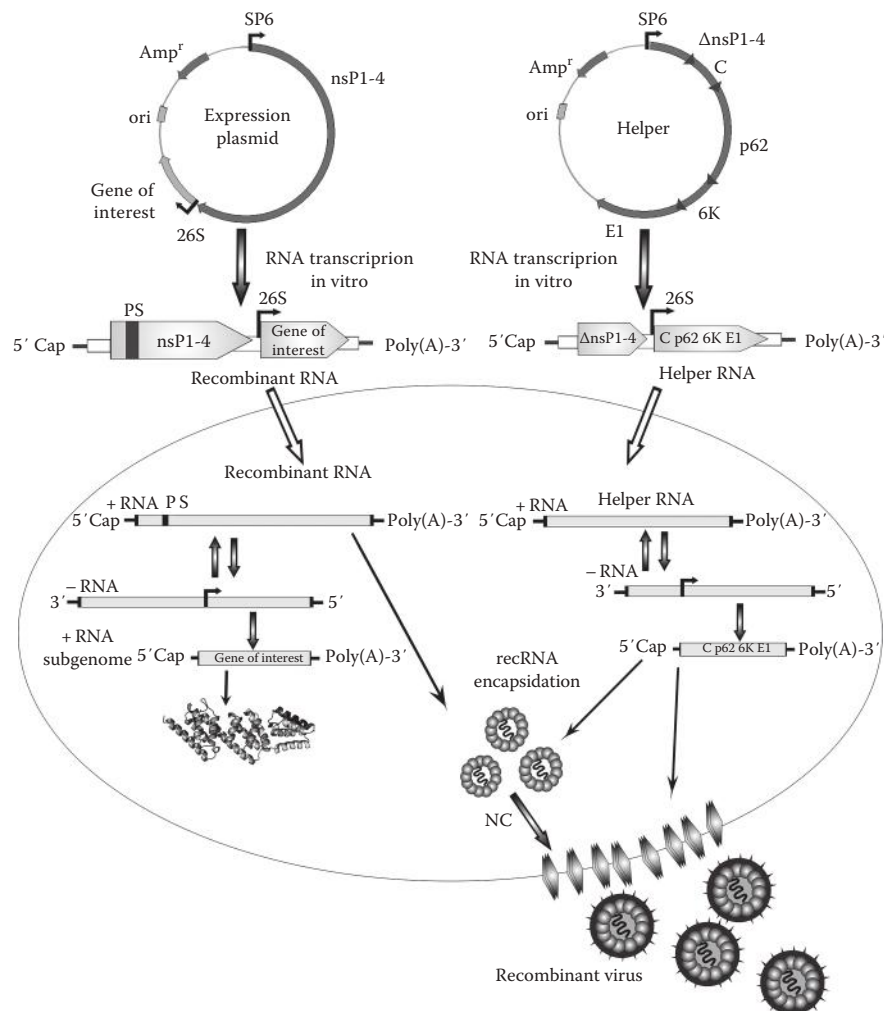 SP6
Amp^r
nsP1-4
ori
Expression
plasmid
Gene of
interest
26S
SP6
ΔnsP1-4
C
Amp^r
ori
Helper
p62
6K
E1
RNA transcriprion
in vitro
RNA transcriprion
in vitro
PS
26S
5′ Cap
nsP1-4
Gene of
interest
Poly(A)-3′
Recombinant RNA
26S
5′Cap
ΔnsP1-4
C p62 6K E1
Poly(A)-3′
Helper RNA
Recombinant RNA
+ RNA
P S
5′Cap
Poly(A)-3′
– RNA
3′
5′
+ RNA
subgenome
5′Cap
Gene of interest
Poly(A)-3′
+ RNA
Helper RNA
5′Cap
Poly(A)-3′
– RNA
3′
5′
5′Cap
C p62 6K E1
Poly(A)-3′
recRNA
encapsidation
NC
Recombinant virus